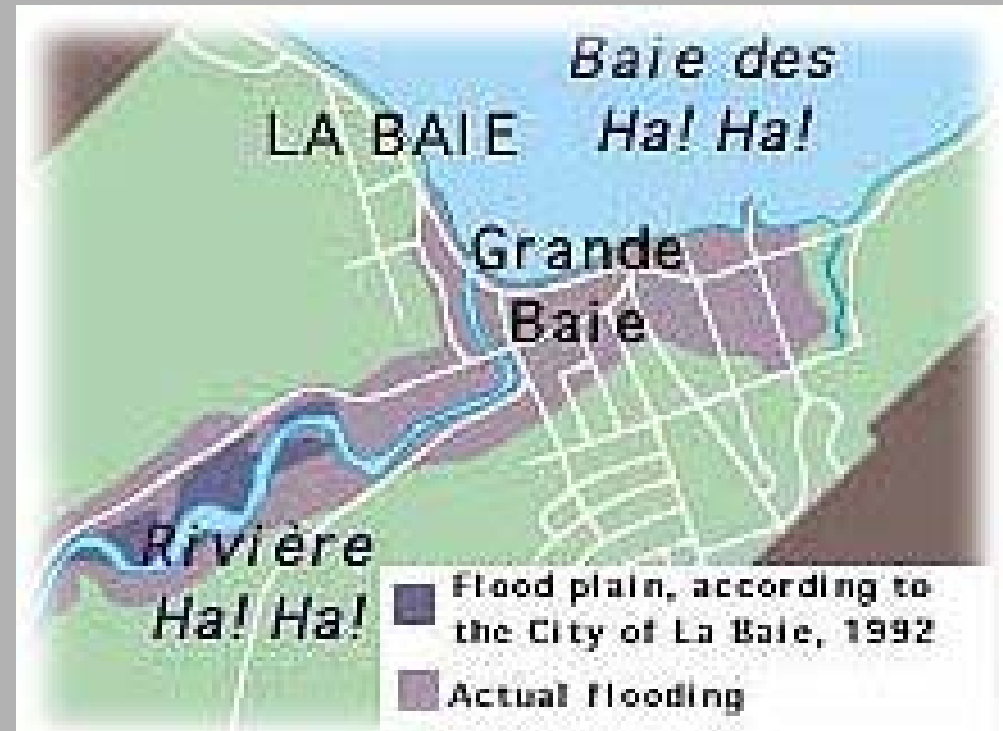 Baie des
Ha! Ha!
LA BAIE
Grande
Baie
Rivière
Ha! Ha!
Flood plain, according to
the City of La Baie, 1992
Actual flooding